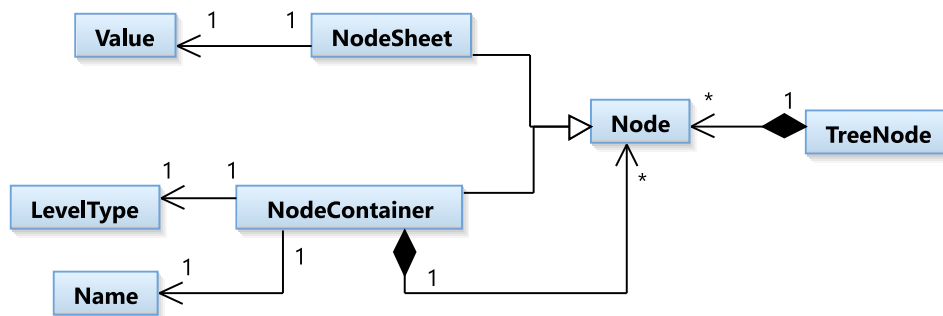 1 1
Value NodeSheet
* 1
Node TreeNode
*
1 1
LevelType NodeContainer
1 1 1
Name